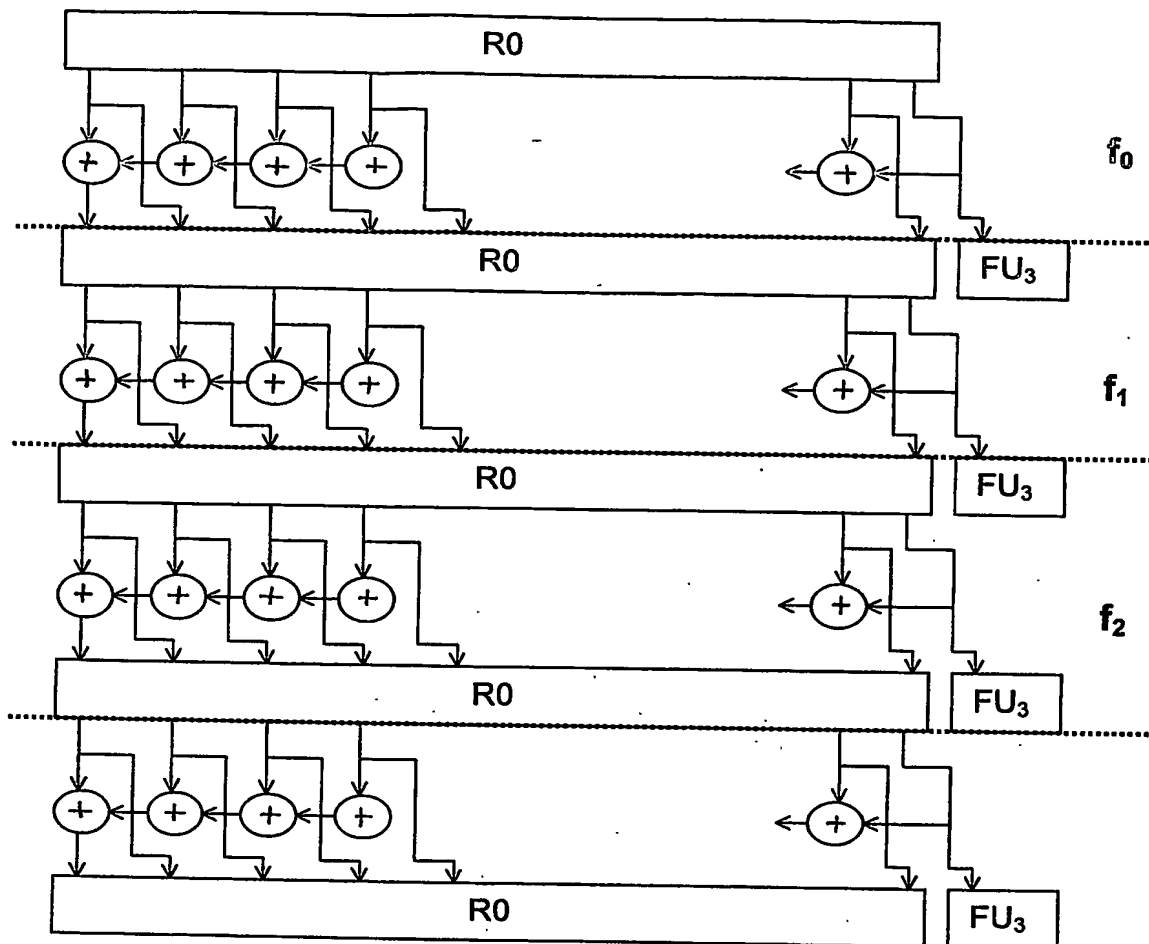 R0
+ + + + +
f₀
R0 FU₃
+ + + + +
f₁
R0 FU₃
+ + + + +
f₂
R0 FU₃
+ + + + +
R0 FU₃